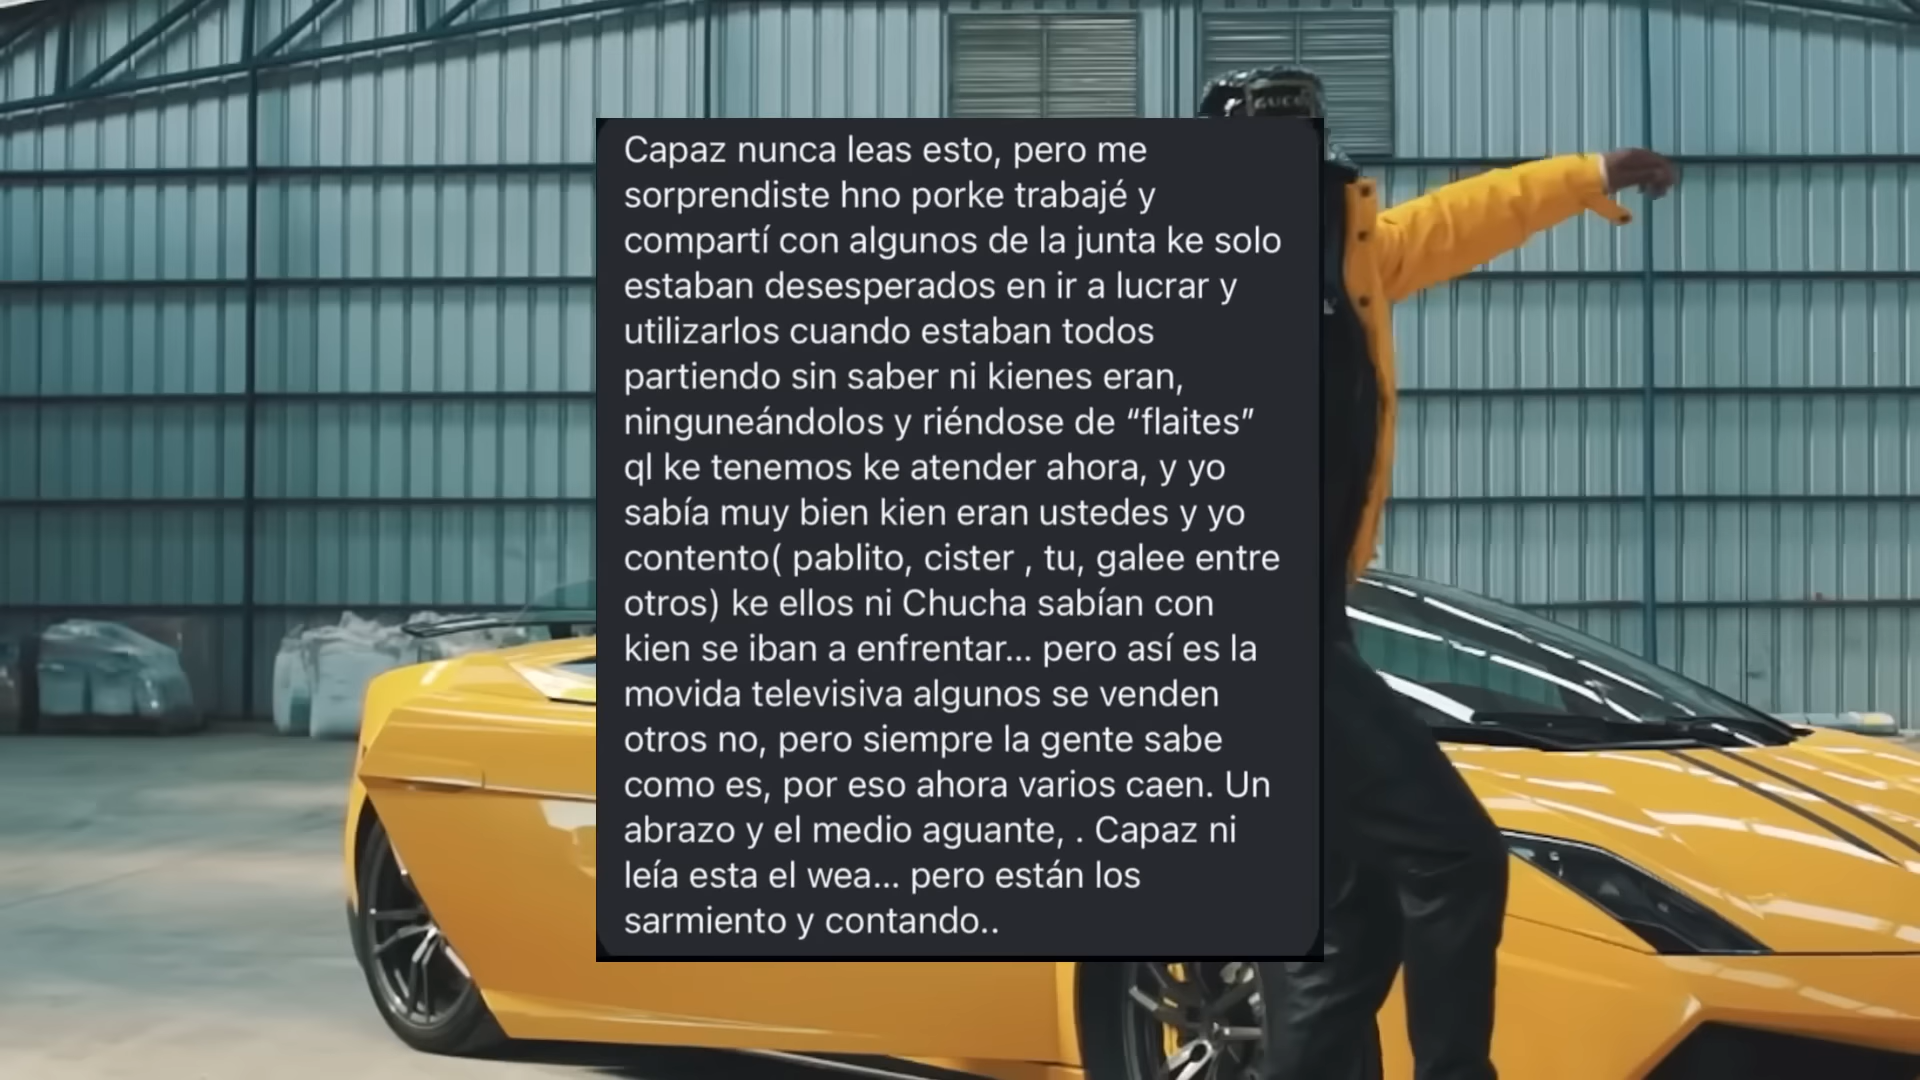 GUCCI
Capaz nunca leas esto, pero me
sorprendiste hno porke trabajé y
compartí con algunos de la junta ke solo
estaban desesperados en ir a lucrar y
utilizarlos cuando estaban todos
partiendo sin saber ni kienes eran,
ninguneándolos y riéndose de “flaites”
ql ke tenemos ke atender ahora, y yo
sabía muy bien kien eran ustedes y yo
contento( pablito, cister , tu, galee entre
otros) ke ellos ni Chucha sabían con
kien se iban a enfrentar... pero así es la
movida televisiva algunos se venden
otros no, pero siempre la gente sabe
como es, por eso ahora varios caen. Un
abrazo y el medio aguante, . Capaz ni
leía esta el wea... pero están los
sarmiento y contando..